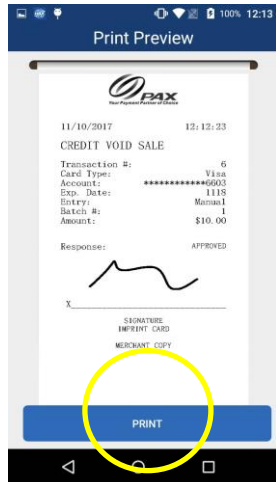 100% 12:13
Print Preview
PAX
Your Payment Partner of Choice
11/10/2017 12:12:23
CREDIT VOID SALE
Transaction #: 6
Card Type: Visa
Account: ************6603
Exp. Date: 1118
Entry: Manual
Batch #: 1
Amount: $10.00
Response: APPROVED
X
SIGNATURE
IMPRINT CARD
MERCHANT COPY
PRINT